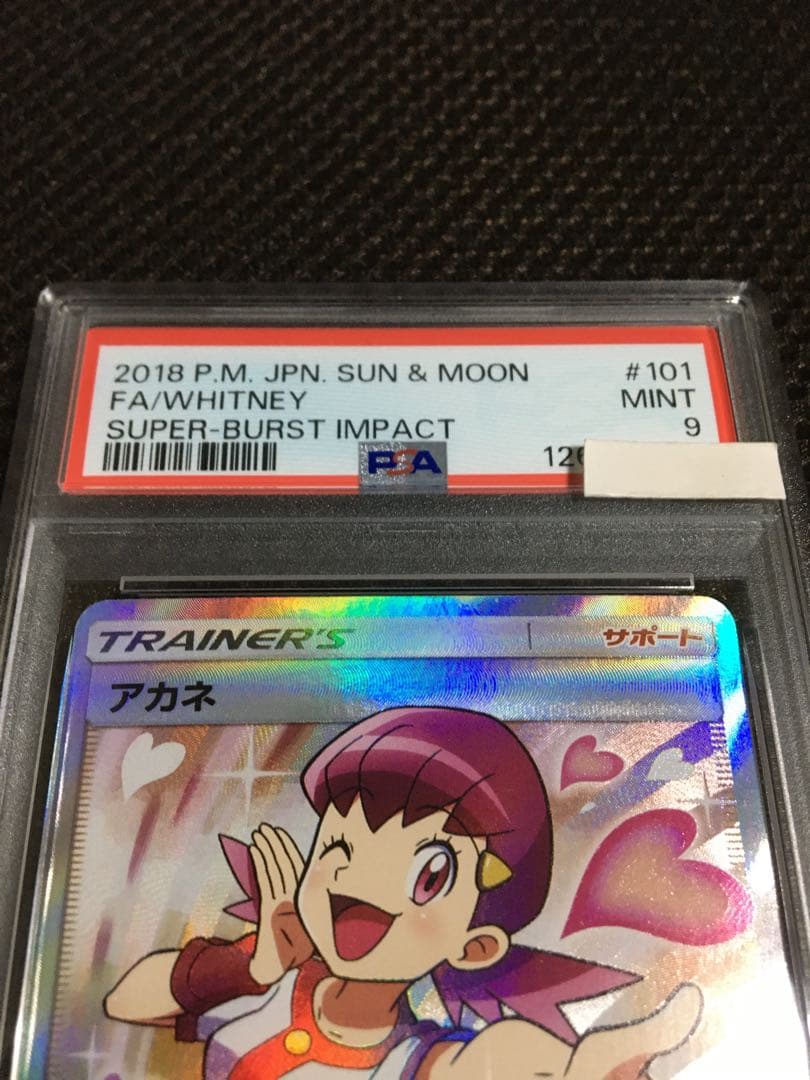 2018 P.M. JPN. SUN & MOON #101
FA/WHITNEY MINT
SUPER-BURST IMPACT 9
PSA
TRAINER'S サポート
アカネ